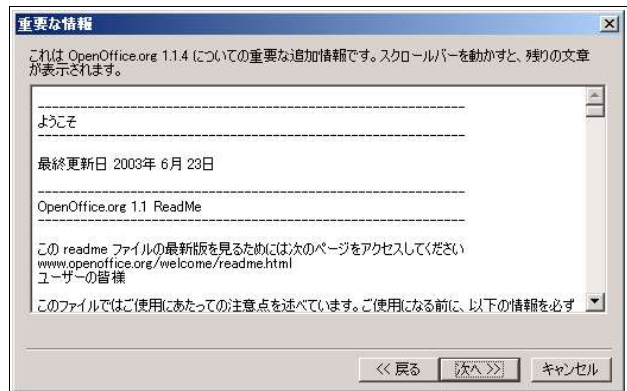 重要な情報
これは OpenOffice.org 1.1.4 についての重要な追加情報です。スクロールバーを動かすと、残りの文章
が表示されます。
------------------------------------------------------------
ようこそ
------------------------------------------------------------
最終更新日 2003年 6月 23日
------------------------------------------------------------
OpenOffice.org 1.1 ReadMe
------------------------------------------------------------
この readme ファイルの最新版を見るためには次のページをアクセスしてください
www.openoffice.org/welcome/readme.html
ユーザーの皆様
このファイルではご使用にあたっての注意点を述べています。ご使用になる前に、以下の情報を必ず
<< 戻る 次へ >> キャンセル